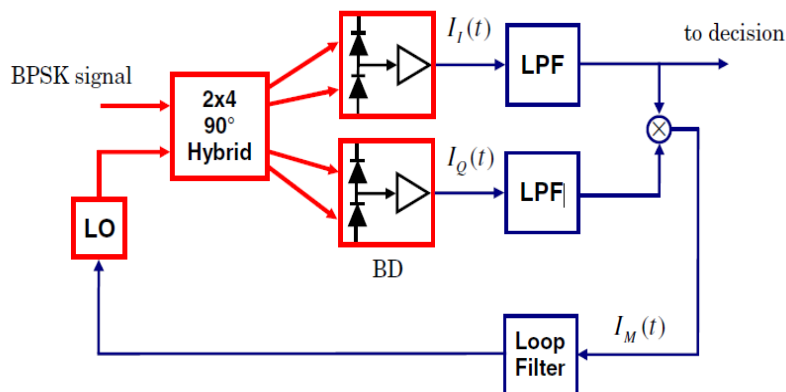 BPSK signal
2x4
90°
Hybrid
LO
I_I(t)
LPF
to decision
I_Q(t)
LPF
BD
Loop
Filter
I_M(t)